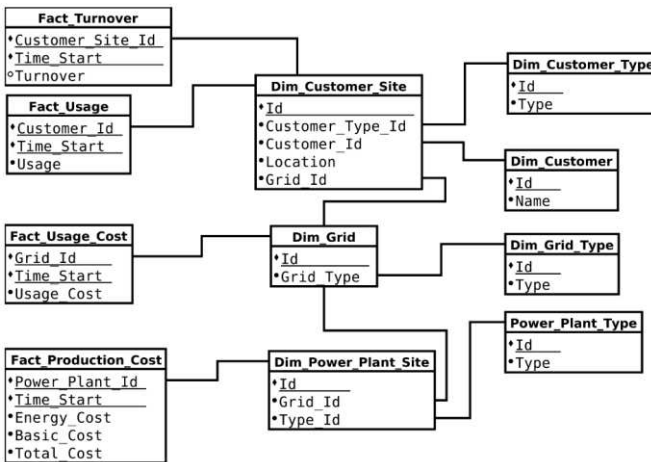 Fact_Turnover
Customer_Site_Id
Time_Start
Turnover
Fact_Usage
Customer_Id
Time_Start
Usage
Dim_Customer_Site
Id
Customer_Type_Id
Customer_Id
Location
Grid_Id
Dim_Customer_Type
Id
Type
Dim_Customer
Id
Name
Fact_Usage_Cost
Grid_Id
Time_Start
Usage_Cost
Dim_Grid
Id
Grid_Type
Dim_Grid_Type
Id
Type
Power_Plant_Type
Id
Type
Fact_Production_Cost
Power_Plant_Id
Time_Start
Energy_Cost
Basic_Cost
Total_Cost
Dim_Power_Plant_Site
Id
Grid_Id
Type_Id